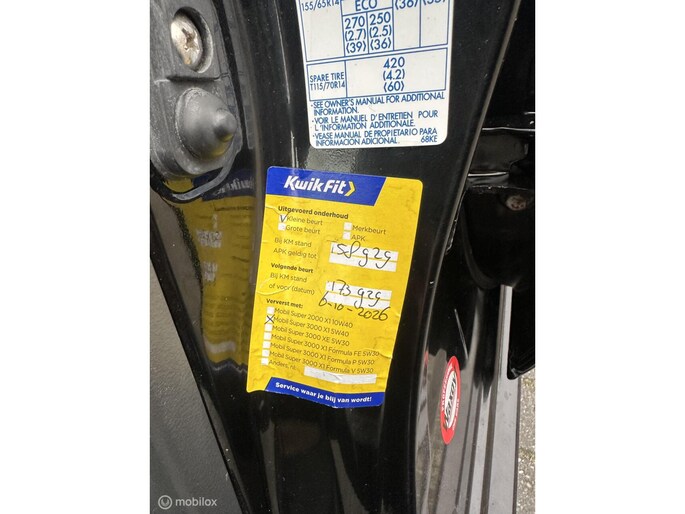 155/65R14
ECO
270 250
(2.7) (2.5)
(39) (36)
SPARE TIRE
T115/70R14
420
(4.2)
(60)
•SEE OWNER'S MANUAL FOR ADDITIONAL
INFORMATION.
•VOIR LE MANUEL D'ENTRETIEN POUR
L'INFORMATION ADDITIONALE.
•VEASE MANUAL DE PROPIETARIO PARA
INFORMACION ADICIONAL. 68KE
KwikFit
Uitgevoerd onderhoud
Kleine beurt Merkbeurt
Grote beurt APK
Bij KM stand
APK geldig tot
158929
Volgende beurt
Bij KM stand 173929
of voor (datum) 6-10-2026
Ververst met:
Mobil Super 2000 X1 10W40
Mobil Super 3000 X1 5W40
Mobil Super 3000 XE 5W30
Mobil Super 3000 X1 Formula FE 5W30
Mobil Super 3000 X1 Formula P 5W30
Mobil Super 3000 X1 Formula V 5W30
Anders, nl.
Service waar je blij van wordt!
mobilox